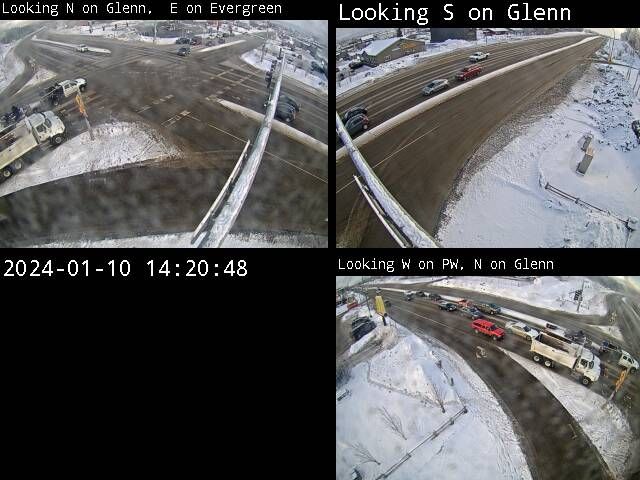 Looking N on Glenn,  E on Evergreen
Looking S on Glenn
2024-01-10 14:20:48
Looking W on PW, N on Glenn